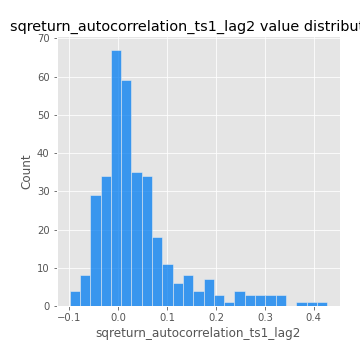 sqreturn_autocorrelation_ts1_lag2 value distribut
70
60
50
40
30
20
10
0
Count
−0.1 0.0 0.1 0.2 0.3 0.4
sqreturn_autocorrelation_ts1_lag2